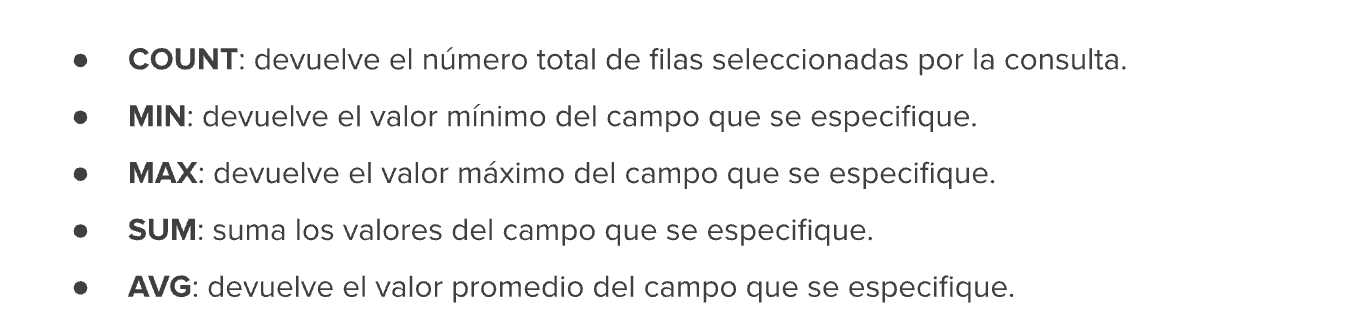 ● COUNT: devuelve el número total de filas seleccionadas por la consulta.
● MIN: devuelve el valor mínimo del campo que se especifique.
● MAX: devuelve el valor máximo del campo que se especifique.
● SUM: suma los valores del campo que se especifique.
● AVG: devuelve el valor promedio del campo que se especifique.